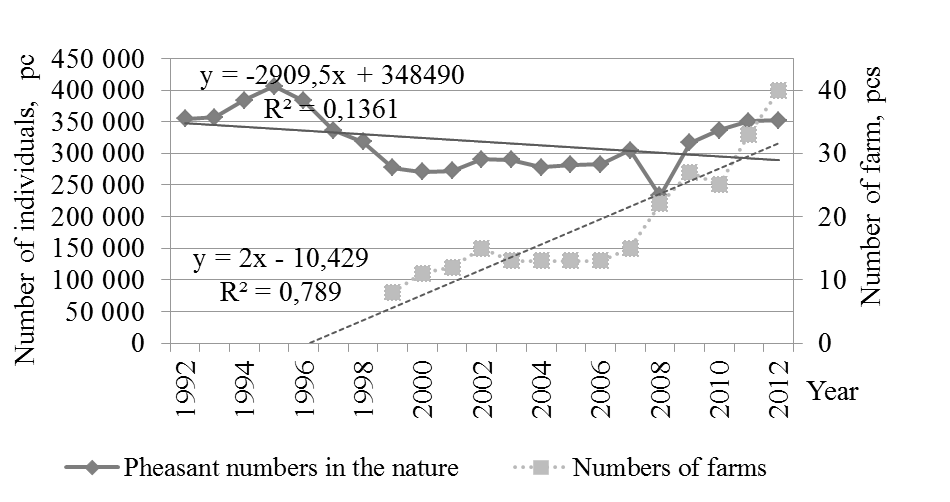 Number of individuals, pc
450 000
400 000
350 000
300 000
250 000
200 000
150 000
100 000
50 000
0
y = -2909,5x + 348490
R² = 0,1361
y = 2x - 10,429
R² = 0,789
40
30
20
10
0
Number of farm, pcs
1992
1994
1996
1998
2000
2002
2004
2006
2008
2010
2012
Year
Pheasant numbers in the nature
Numbers of farms